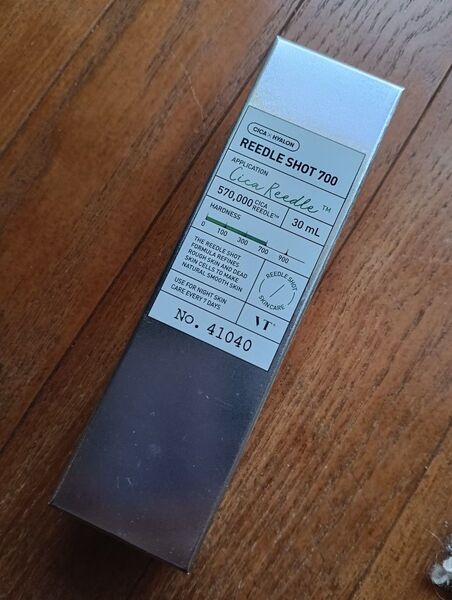 CICA × HYALON
REEDLE SHOT 700
APPLICATION
Cica Reedle™
570,000 CICA REEDLE™
30 mL
HARDNESS
0 100 300 700 900
THE REEDLE SHOT
FORMULA REFINES
ROUGH SKIN AND DEAD
SKIN CELLS TO MAKE
NATURAL SMOOTH SKIN
REEDLE SHOT
SKINCARE
USE FOR NIGHT SKIN
CARE EVERY 7 DAYS
VT®
NO. 41040